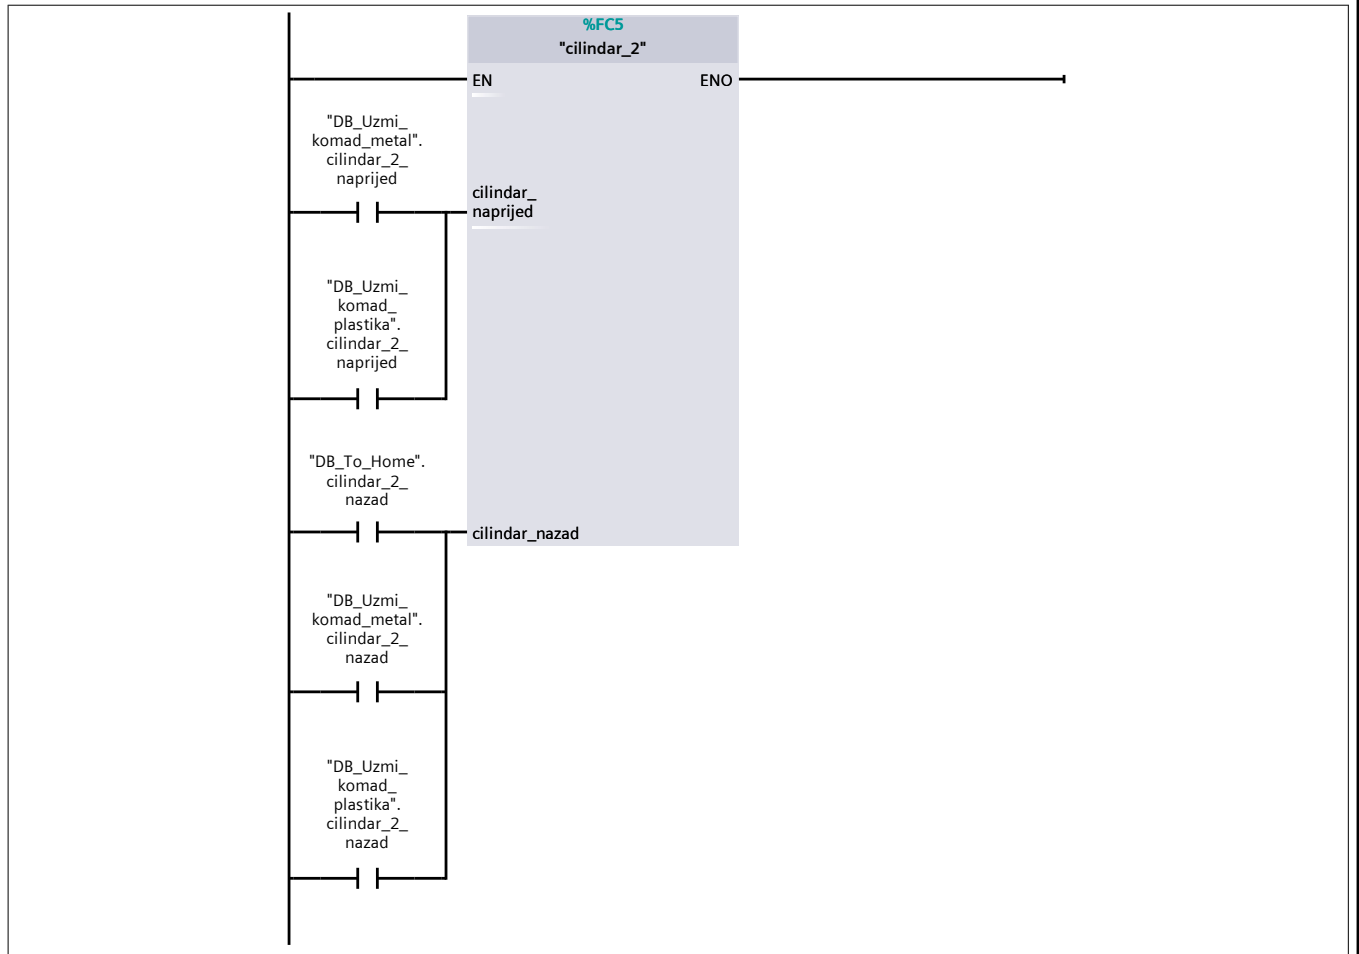 %FC5
"cilindar_2"
EN ENO
"DB_Uzmi_
komad_metal".
cilindar_2_
naprijed
cilindar_
naprijed
"DB_Uzmi_
komad_
plastika".
cilindar_2_
naprijed
"DB_To_Home".
cilindar_2_
nazad
cilindar_nazad
"DB_Uzmi_
komad_metal".
cilindar_2_
nazad
"DB_Uzmi_
komad_
plastika".
cilindar_2_
nazad